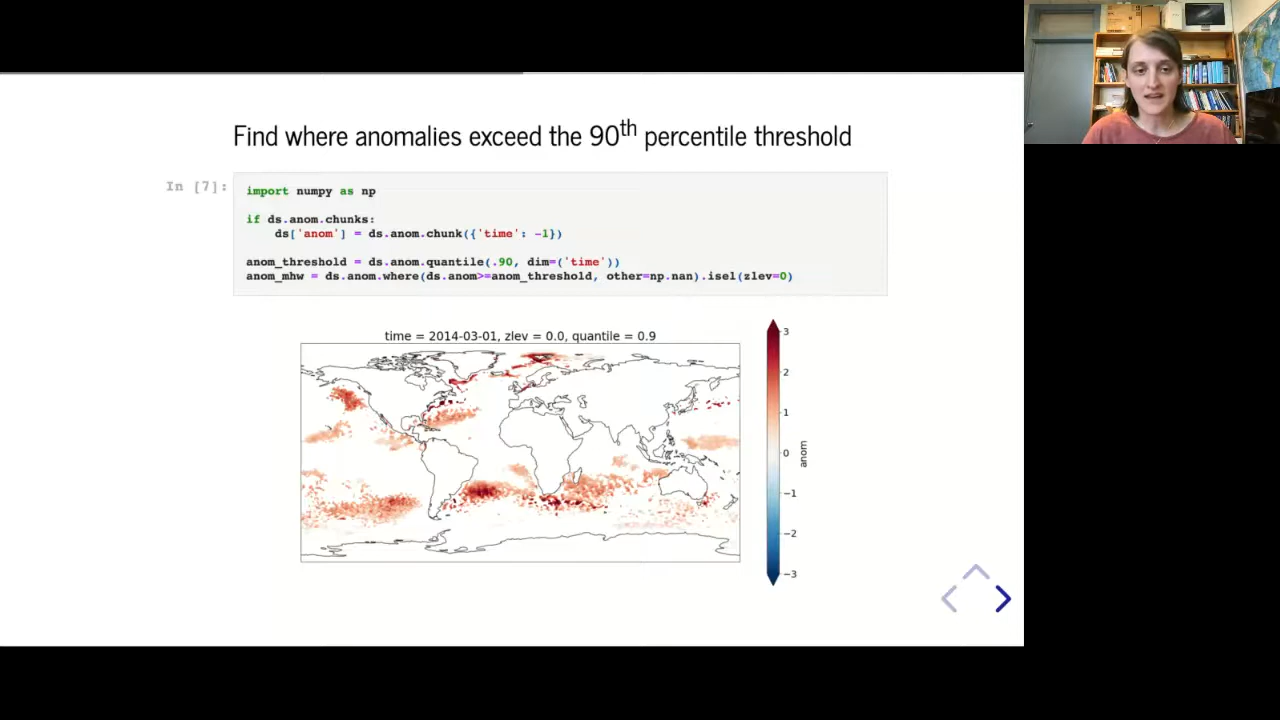 Find where anomalies exceed the 90th percentile threshold
In [7]:
import numpy as np
if ds.anom.chunks:
ds['anom'] = ds.anom.chunk({'time': -1})
anom_threshold = ds.anom.quantile(.90, dim=('time'))
anom_mhw = ds.anom.where(ds.anom>=anom_threshold, other=np.nan).isel(zlev=0)
time = 2014-03-01, zlev = 0.0, quantile = 0.9
3
2
1
0
−1
−2
−3
anom